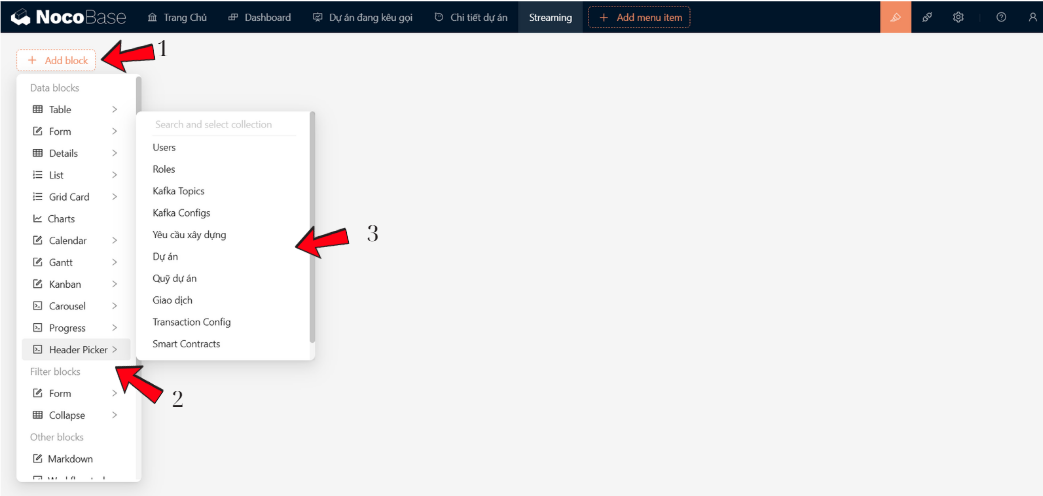 NocoBase Trang Chủ Dashboard Dự án đang kêu gọi Chi tiết dự án Streaming + Add menu item
+ Add block
1
Data blocks
Table
Form
Details
List
Grid Card
Charts
Calendar
Gantt
Kanban
Carousel
Progress
Header Picker
Filter blocks
Form
Collapse
Other blocks
Markdown
2
Search and select collection
Users
Roles
Kafka Topics
Kafka Configs
Yêu cầu xây dựng
Dự án
Quỹ dự án
Giao dịch
Transaction Config
Smart Contracts
3